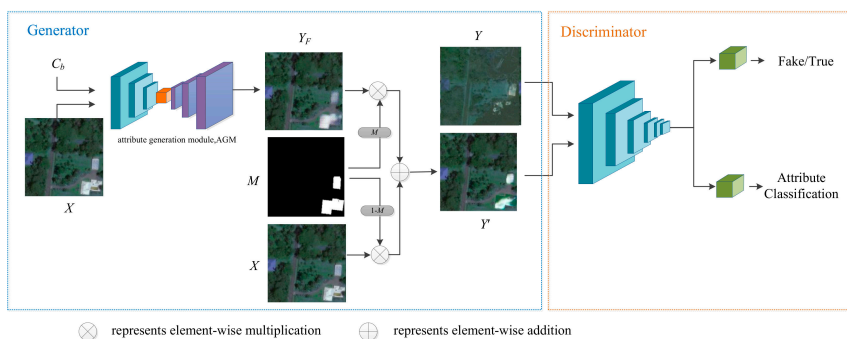 Generator
Discriminator
C_b
X
attribute generation module,AGM
Y_F
M
X
M
1-M
Y
Y'
Fake/True
Attribute
Classification
represents element-wise multiplication
represents element-wise addition